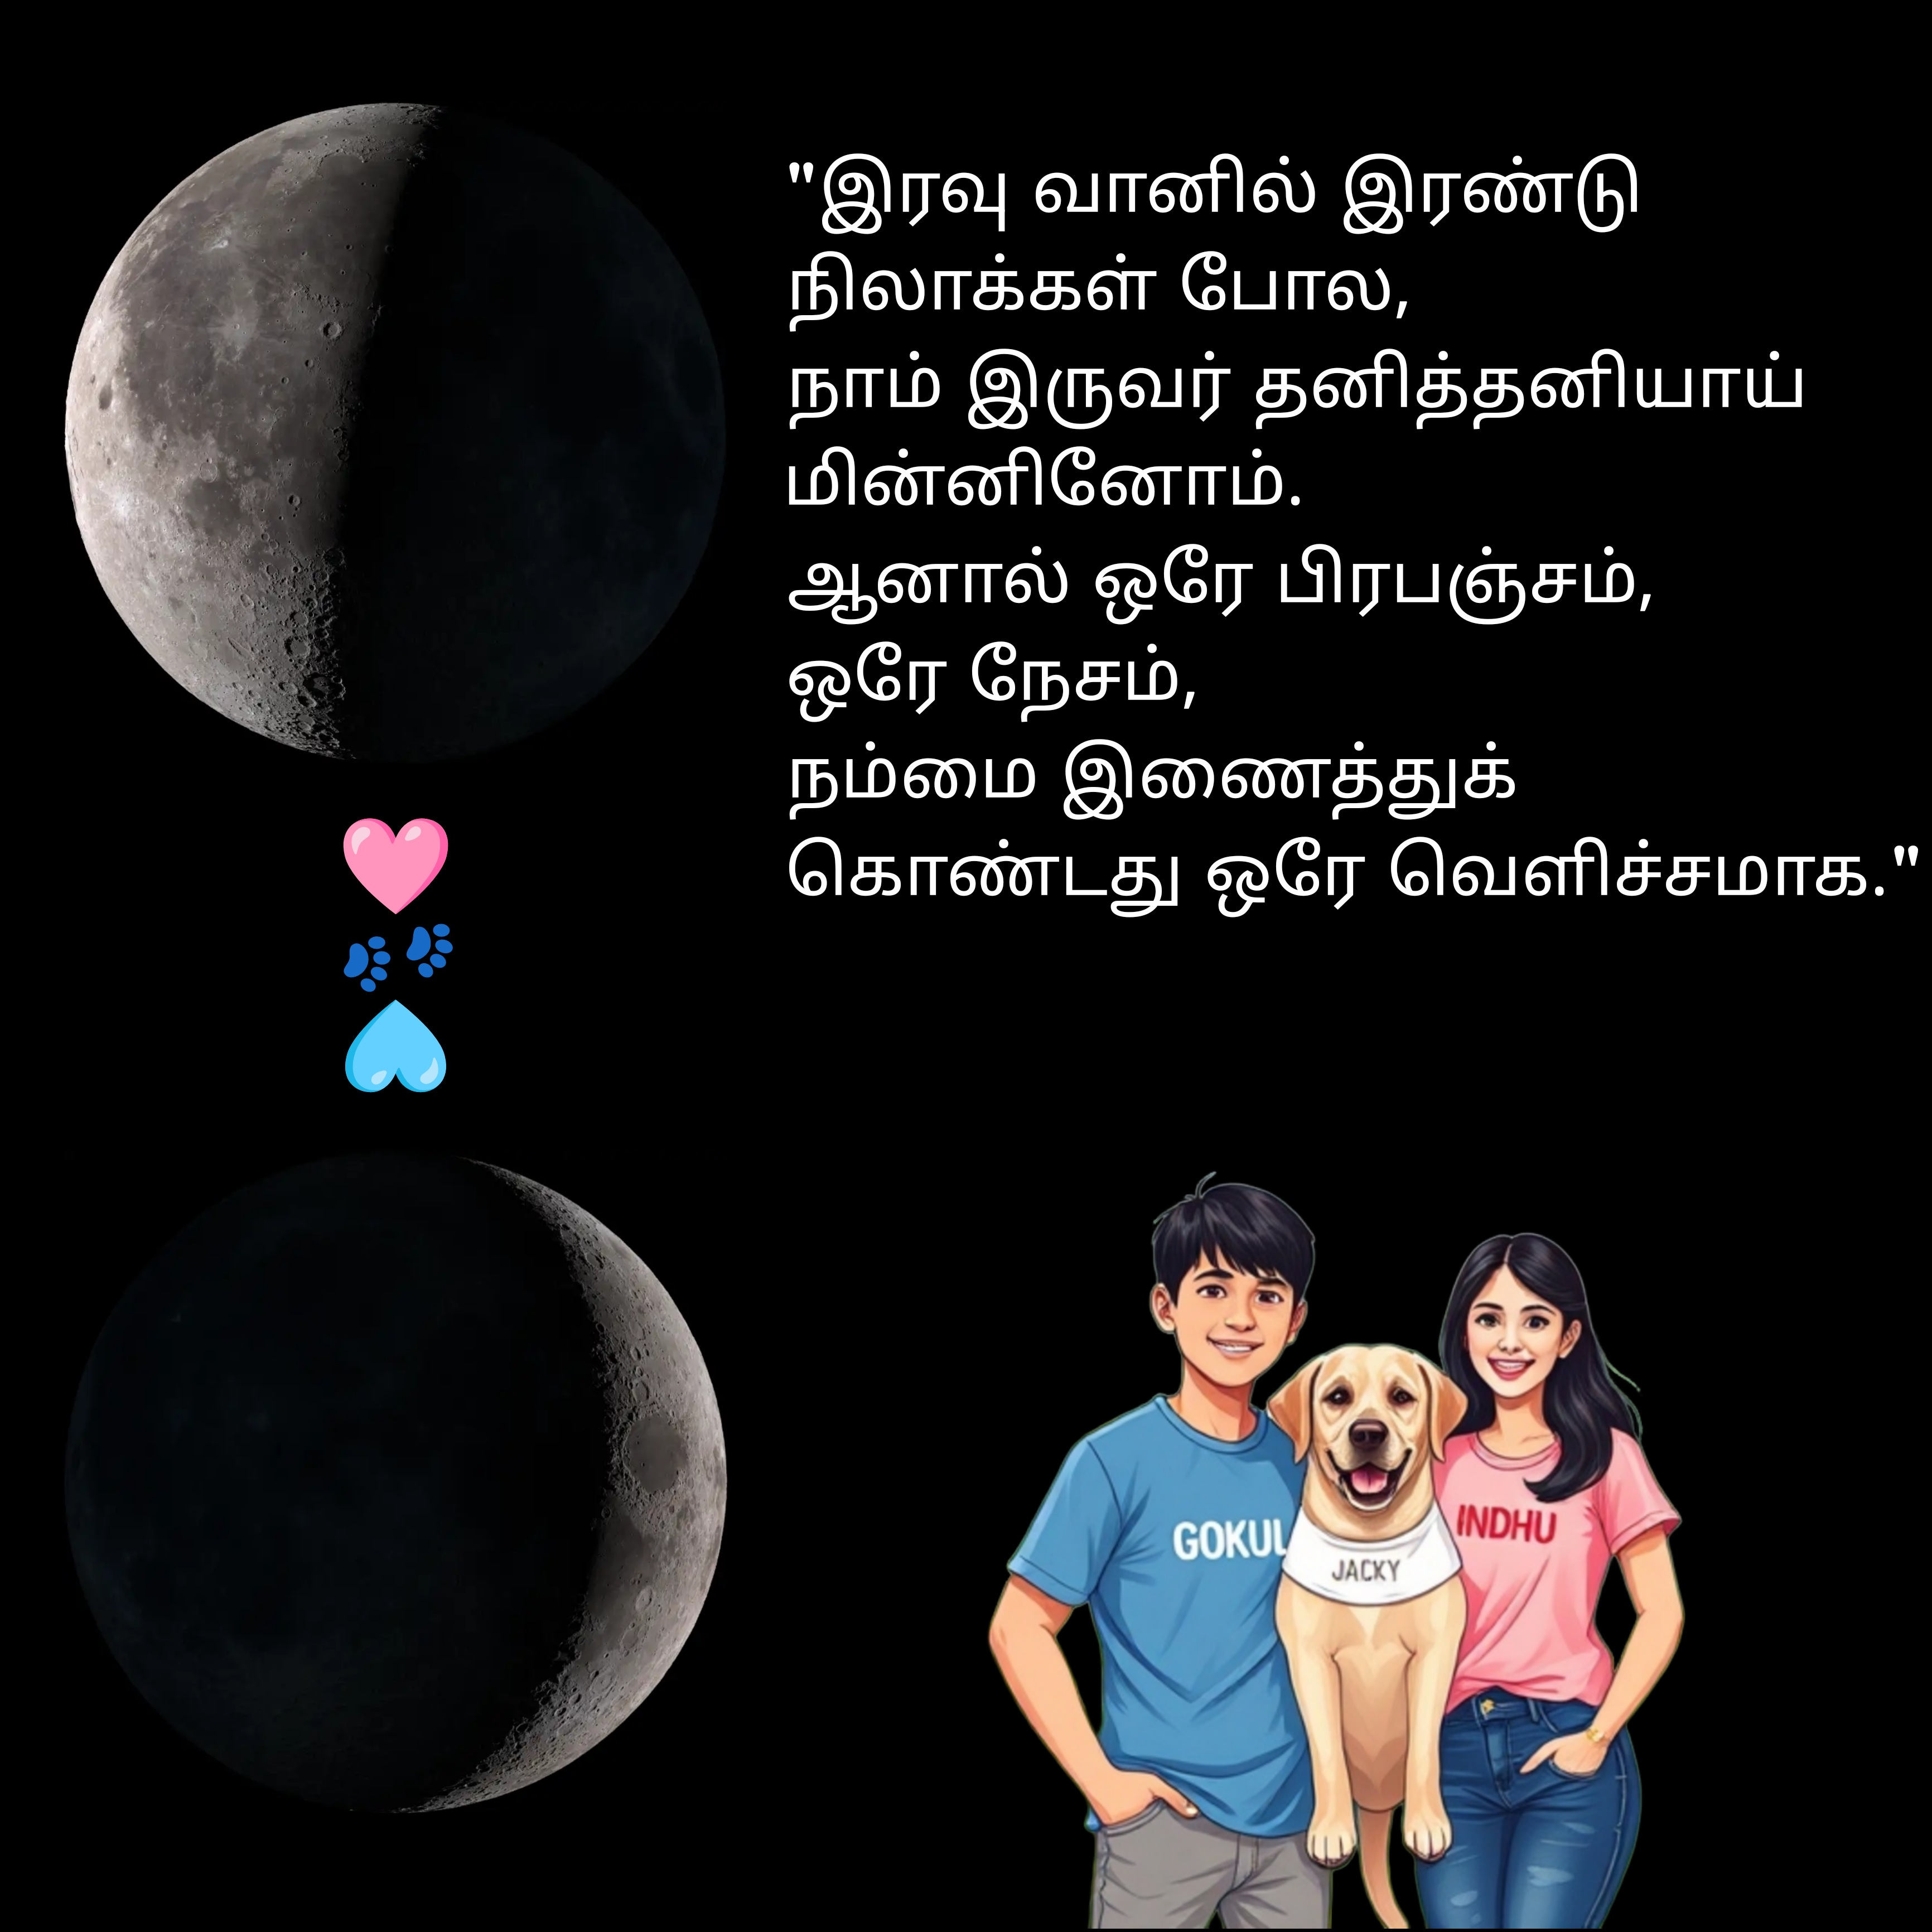 "இரவு வானில் இரண்டு
நிலாக்கள் போல,
நாம் இருவர் தனித்தனியாய்
மின்னினோம்.
ஆனால் ஒரே பிரபஞ்சம்,
ஒரே நேசம்,
நம்மை இணைத்துக்
கொண்டது ஒரே வெளிச்சமாக."
GOKUL
JACKY
INDHU